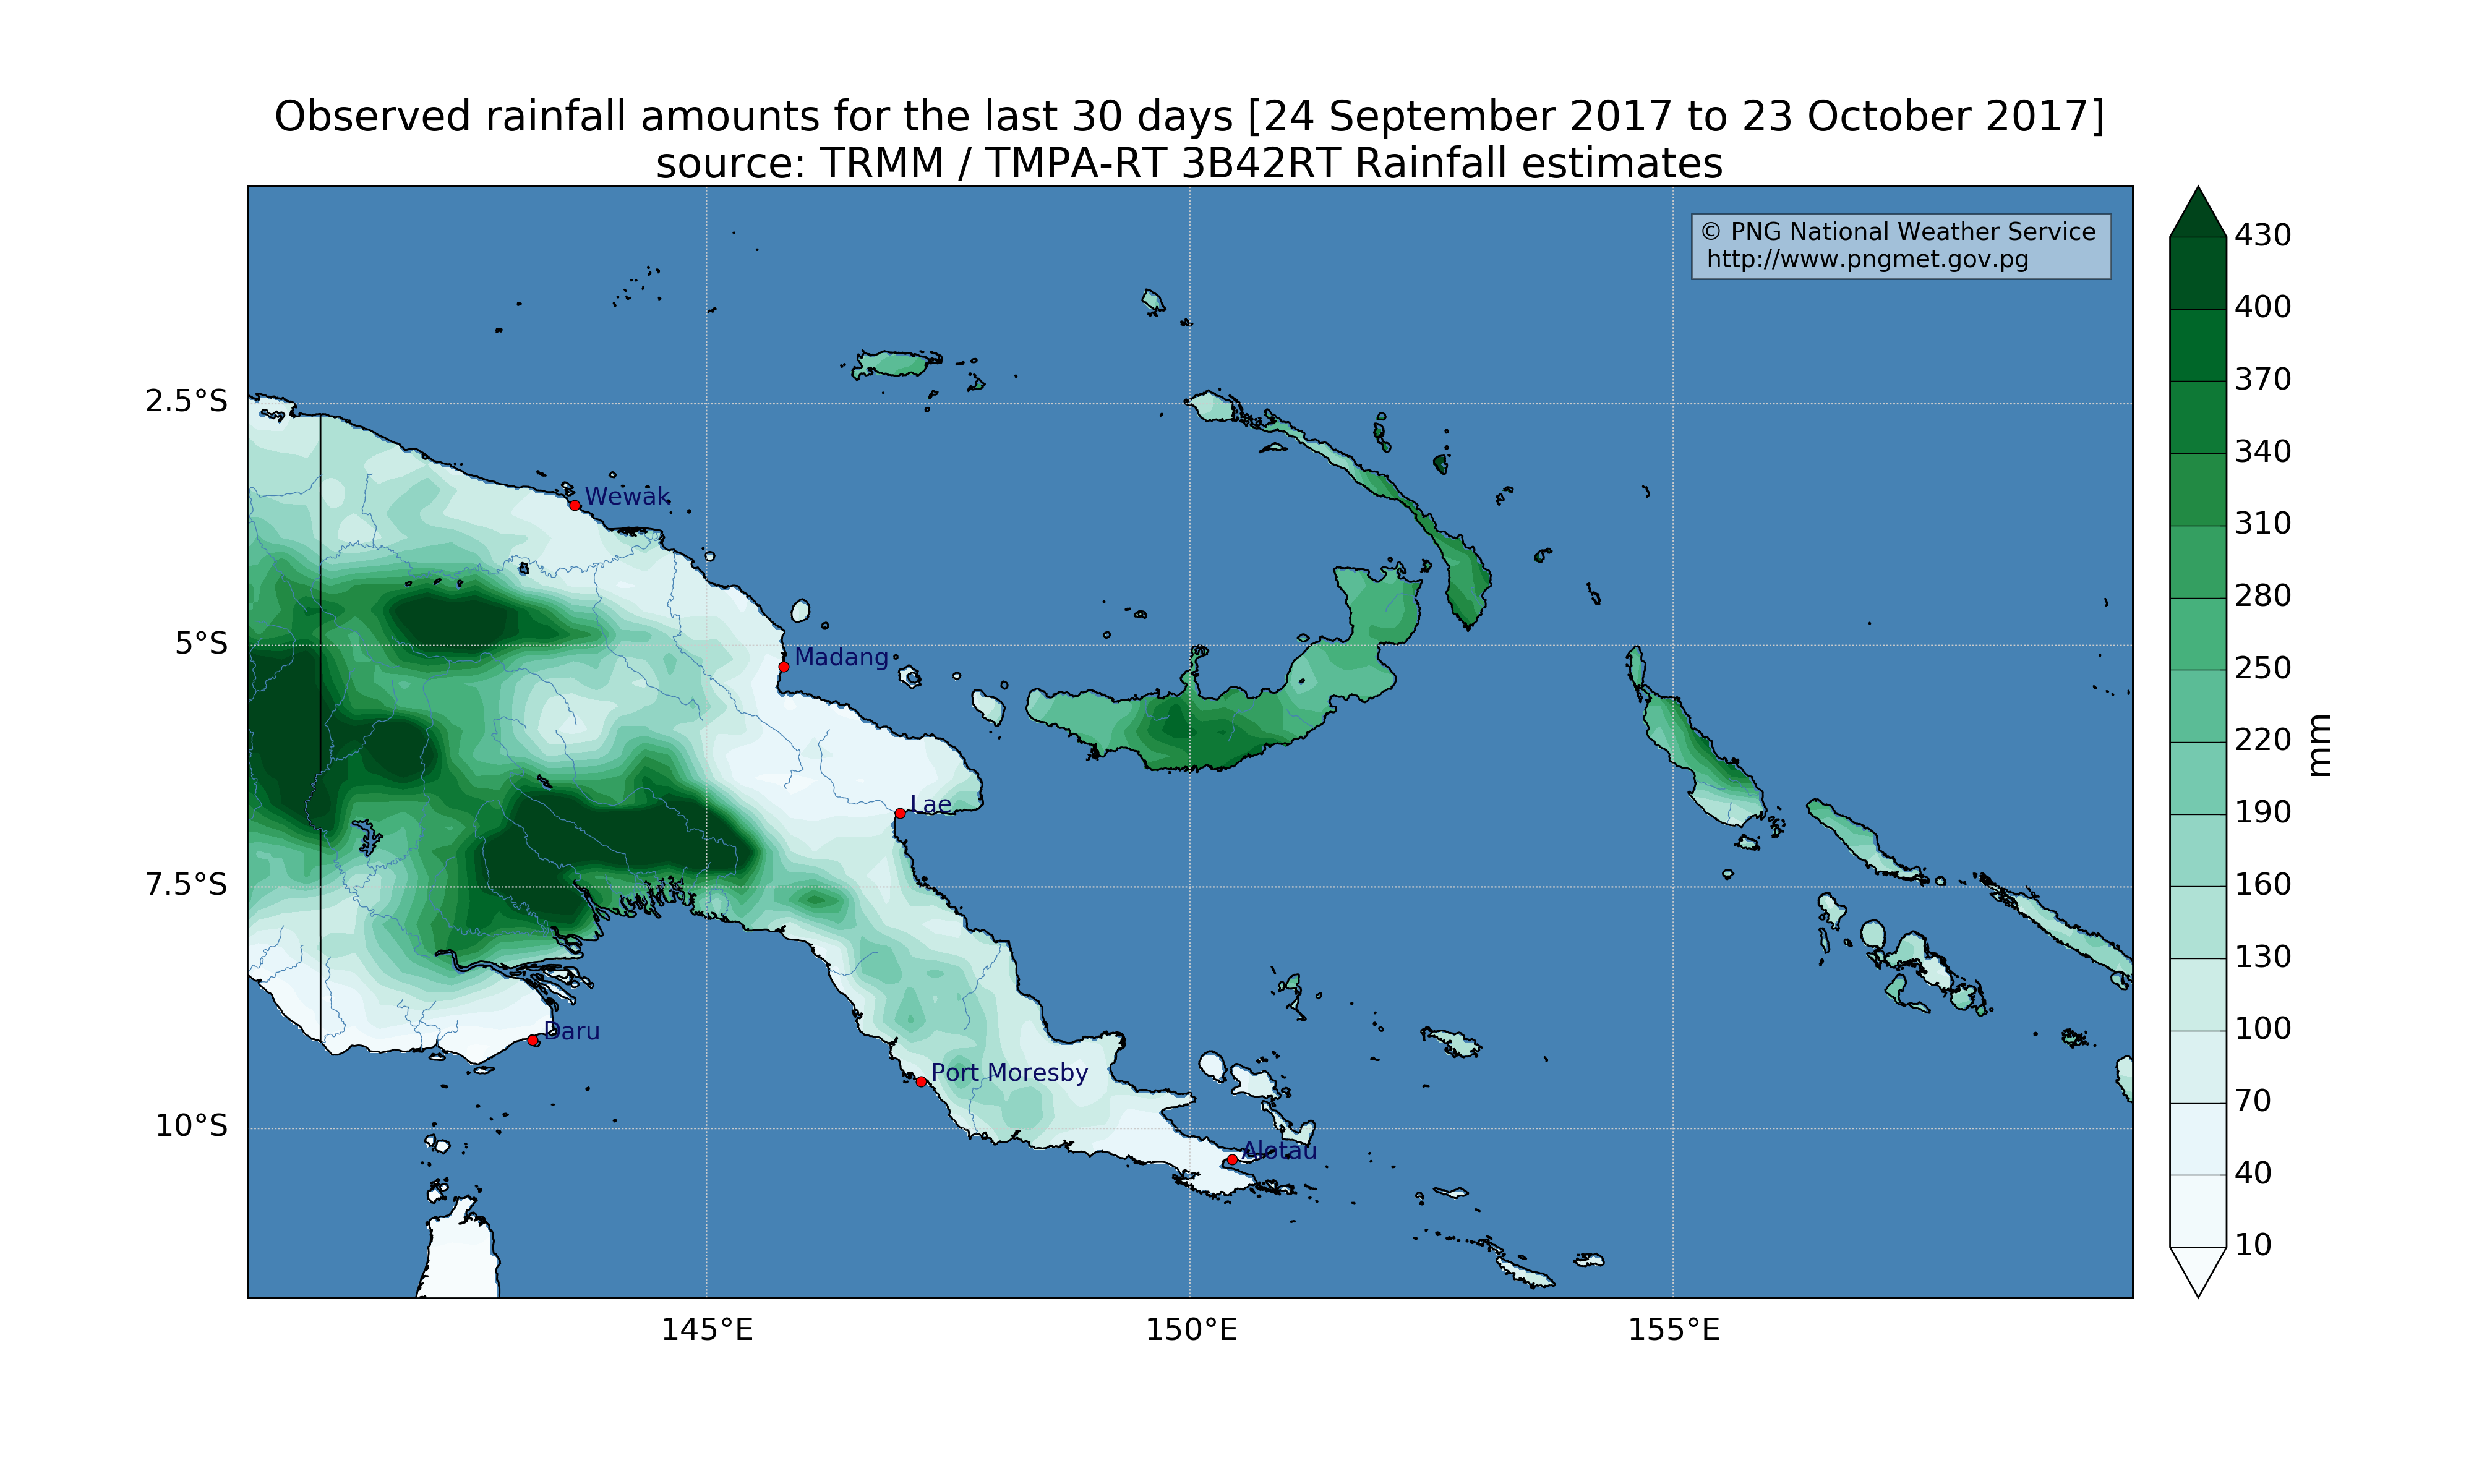 Observed rainfall amounts for the last 30 days [24 September 2017 to 23 October 2017]
source: TRMM / TMPA-RT 3B42RT Rainfall estimates
© PNG National Weather Service
http://www.pngmet.gov.pg
2.5°S
5°S
7.5°S
10°S
145°E
150°E
155°E
Wewak
Madang
Lae
Daru
Port Moresby
Alotau
430
400
370
340
310
280
250
220
190
160
130
100
70
40
10
mm